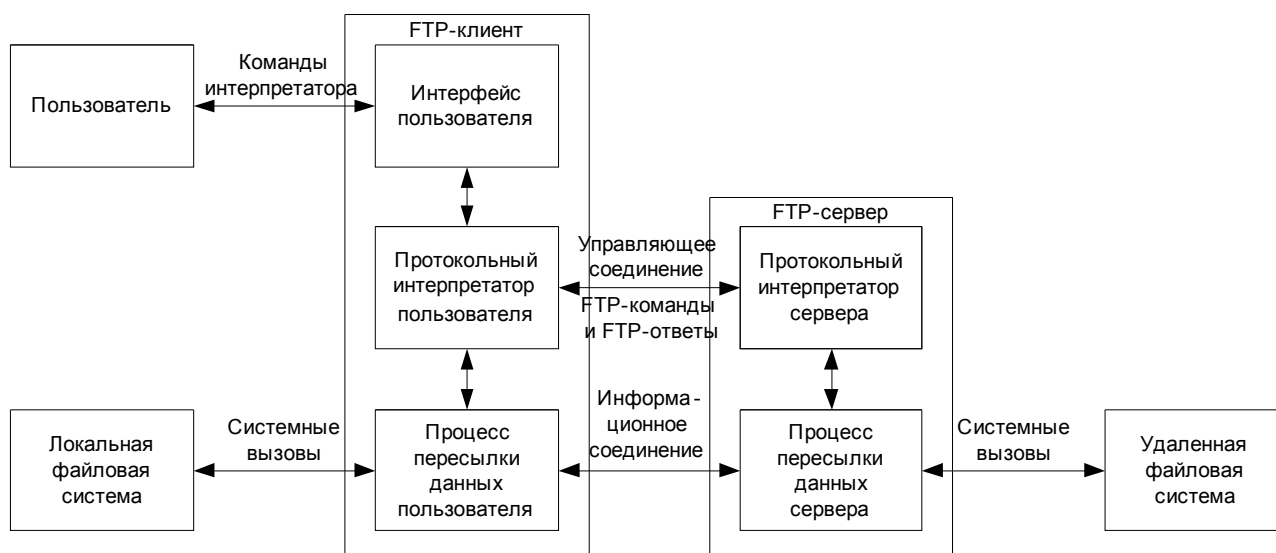 FTP-клиент
Команды
интерпретатора
Пользователь
Интерфейс
пользователя
FTP-сервер
Протокольный
интерпретатор
пользователя
Управляющее
соединение
FTP-команды
и FTP-ответы
Протокольный
интерпретатор
сервера
Локальная
файловая
система
Системные
вызовы
Процесс
пересылки
данных
пользователя
Информа-
ционное
соединение
Процесс
пересылки
данных
сервера
Системные
вызовы
Удаленная
файловая
система